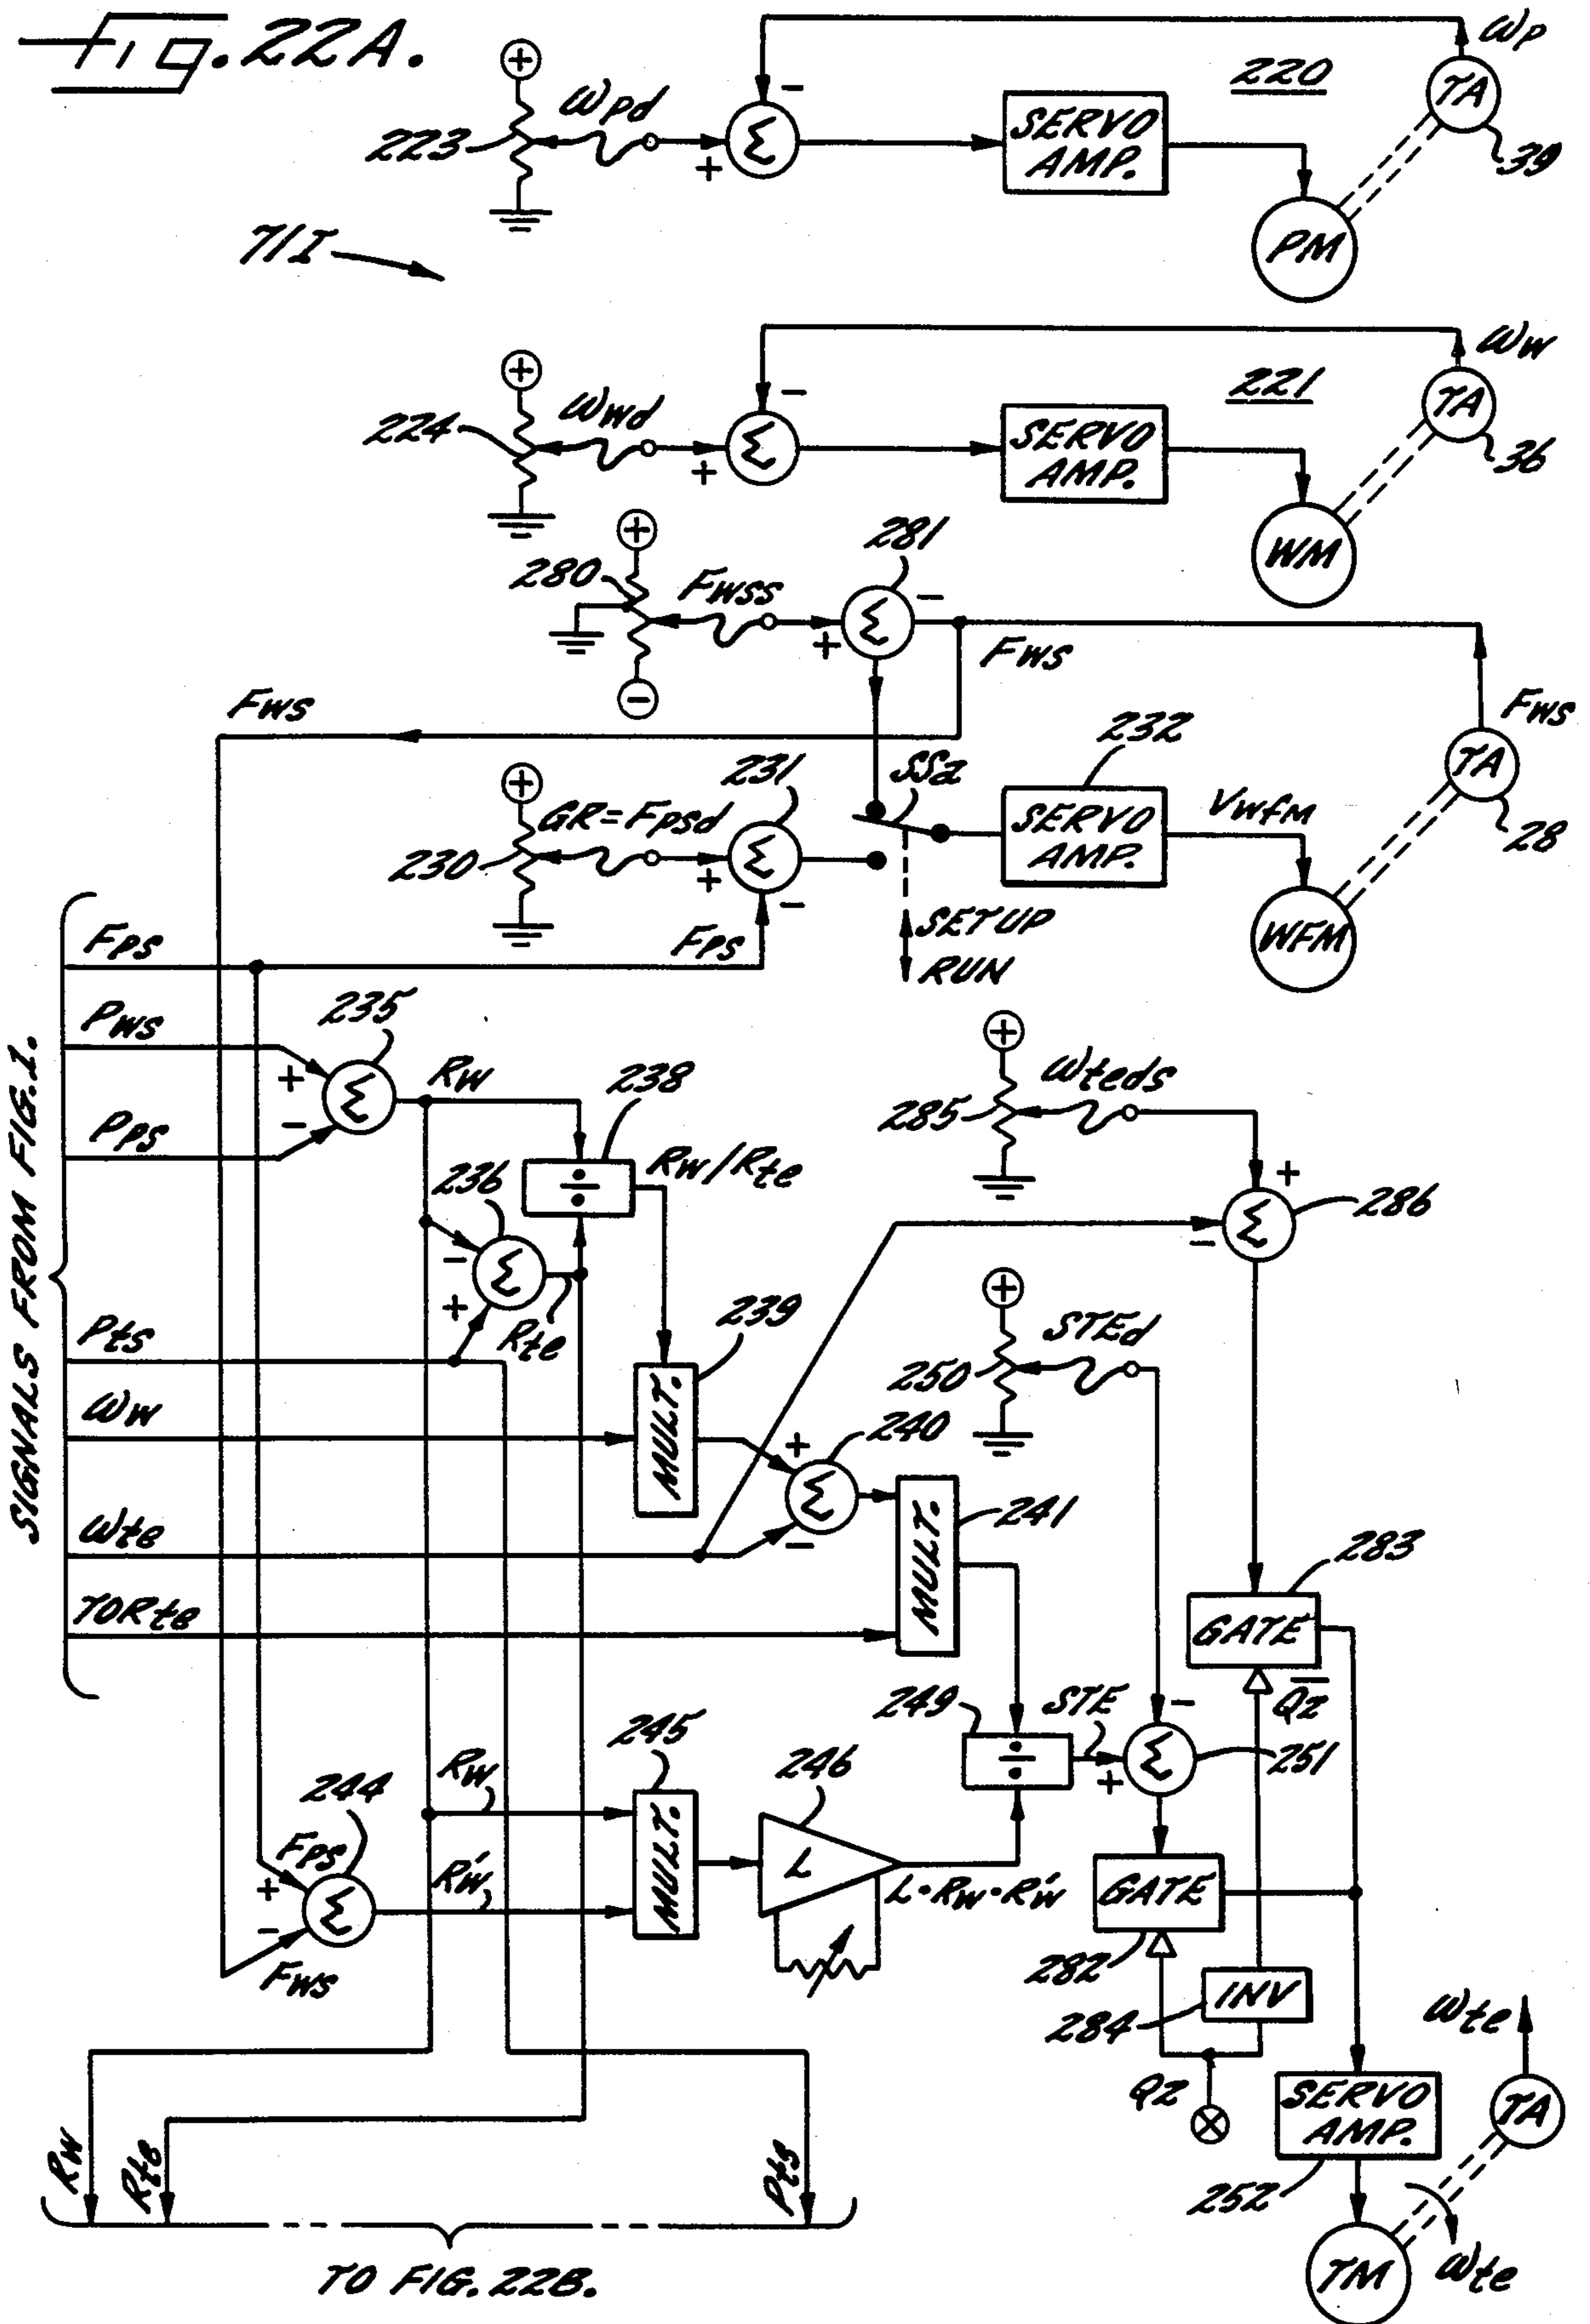 Fig. 22A.
ωP
220
TA
39
+
ωPd
223
+
-
Σ
SERVO
AMP.
PM
71I
ωW
221
TA
36
+
ωWd
224
+
-
Σ
SERVO
AMP.
WM
281
+
280
FWSS
+
-
Σ
-
FWS
FWS
FWS
TA
28
232
231
SSa
+
GR=FPSd
230
+
-
Σ
SERVO
AMP.
VWFM
WFM
FPS
FPS
SETUP
RUN
SIGNALS FROM FIG.1.
PWS
235
+
-
Σ
RW
PPS
238
÷
RW/Rte
236
-
+
Σ
Rte
+
ωteds
285
+
-
Σ
286
Pts
239
MULT.
+
STEd
250
ωW
+
-
Σ
240
ωte
241
MULT.
TORte
283
GATE
Q̅2
249
÷
STE
-
+
Σ
251
245
RW
MULT.
R'W
246
L
L·RW·R'W
244
FPS
+
-
Σ
FWS
GATE
282
INV
284
Q2
SERVO
AMP.
252
ωte
TA
TM
ωte
RW
Rte
Pts
TO FIG. 22B.